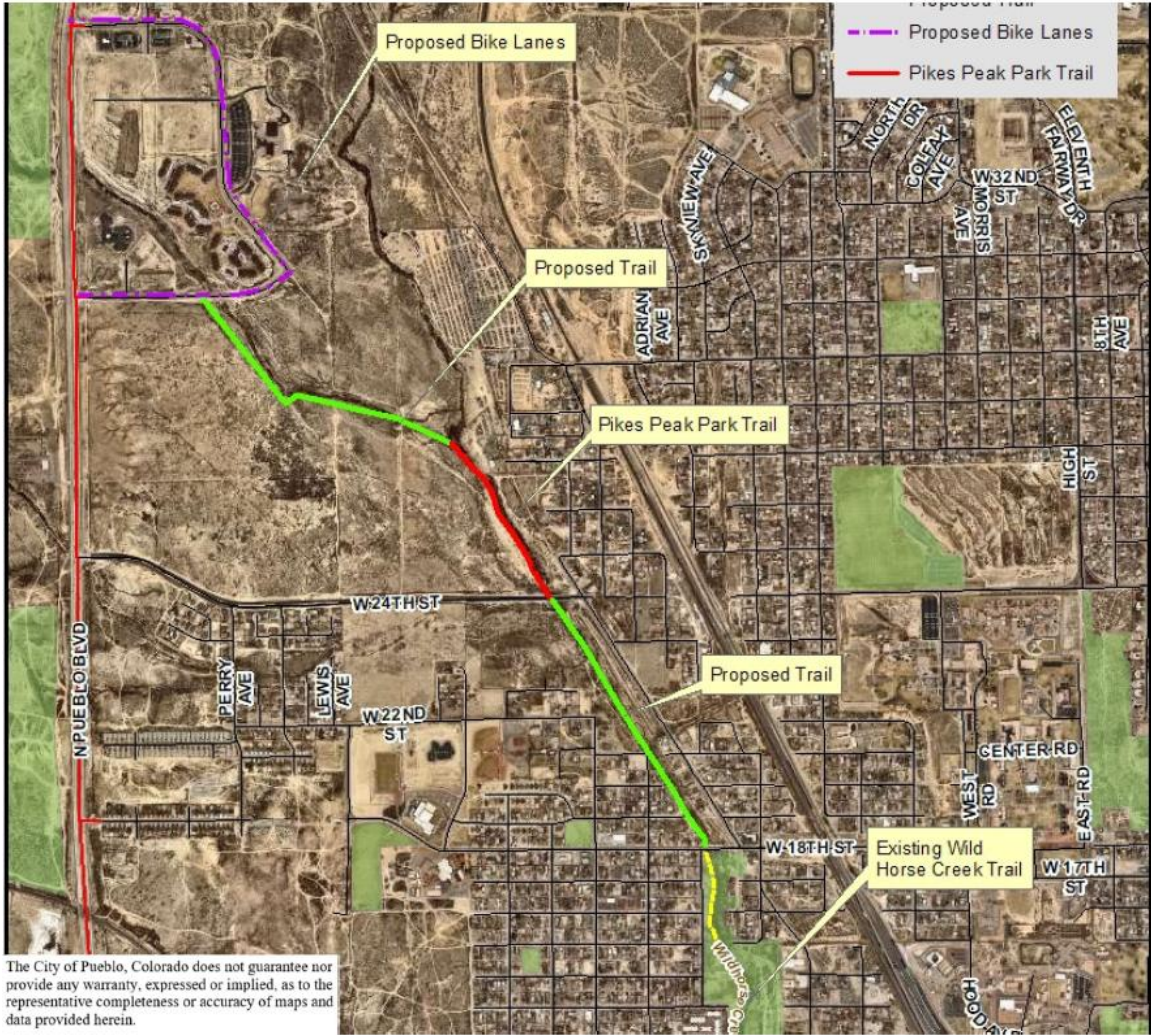 Proposed Trail
Proposed Bike Lanes
Pikes Peak Park Trail
Proposed Bike Lanes
NORTH
DR
COLFAX
AVE
ELEVENTH
FAIRWAY DR
W 32ND
ST
MORRIS
AVE
SKYVIEW AVE
Proposed Trail
ADRIAN
AVE
8TH
AVE
Pikes Peak Park Trail
HIGH
ST
W 24TH ST
N PUEBLO BLVD
PERRY
AVE
LEWIS
AVE
W 22ND
ST
Proposed Trail
CENTER RD
WEST
RD
EAST RD
W 18TH ST
Existing Wild
Horse Creek Trail
W 17TH
ST
The City of Pueblo, Colorado does not guarantee nor
provide any warranty, expressed or implied, as to the
representative completeness or accuracy of maps and
data provided herein.